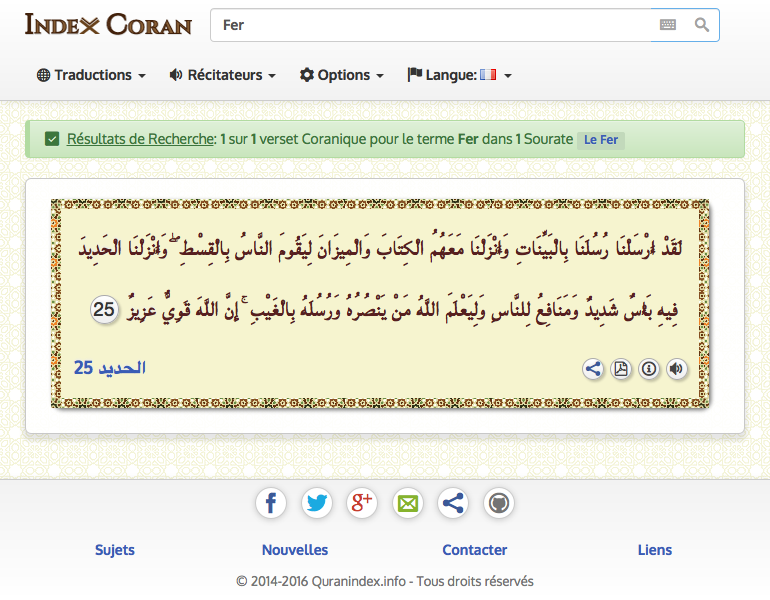 Index Coran
Fer
Traductions
Récitateurs
Options
Langue:
Résultats de Recherche: 1 sur 1 verset Coranique pour le terme Fer dans 1 Sourate Le Fer
لَقَدْ أَرْسَلْنَا رُسُلَنَا بِالْبَيِّنَاتِ وَأَنْزَلْنَا مَعَهُمُ الْكِتَابَ وَالْمِيزَانَ لِيَقُومَ النَّاسُ بِالْقِسْطِ ۖ وَأَنْزَلْنَا الْحَدِيدَ
فِيهِ بَأْسٌ شَدِيدٌ وَمَنَافِعُ لِلنَّاسِ وَلِيَعْلَمَ اللَّهُ مَنْ يَنْصُرُهُ وَرُسُلَهُ بِالْغَيْبِ ۚ إِنَّ اللَّهَ قَوِيٌّ عَزِيزٌ 25
الحديد 25
Sujets
Nouvelles
Contacter
Liens
© 2014-2016 Quranindex.info - Tous droits réservés